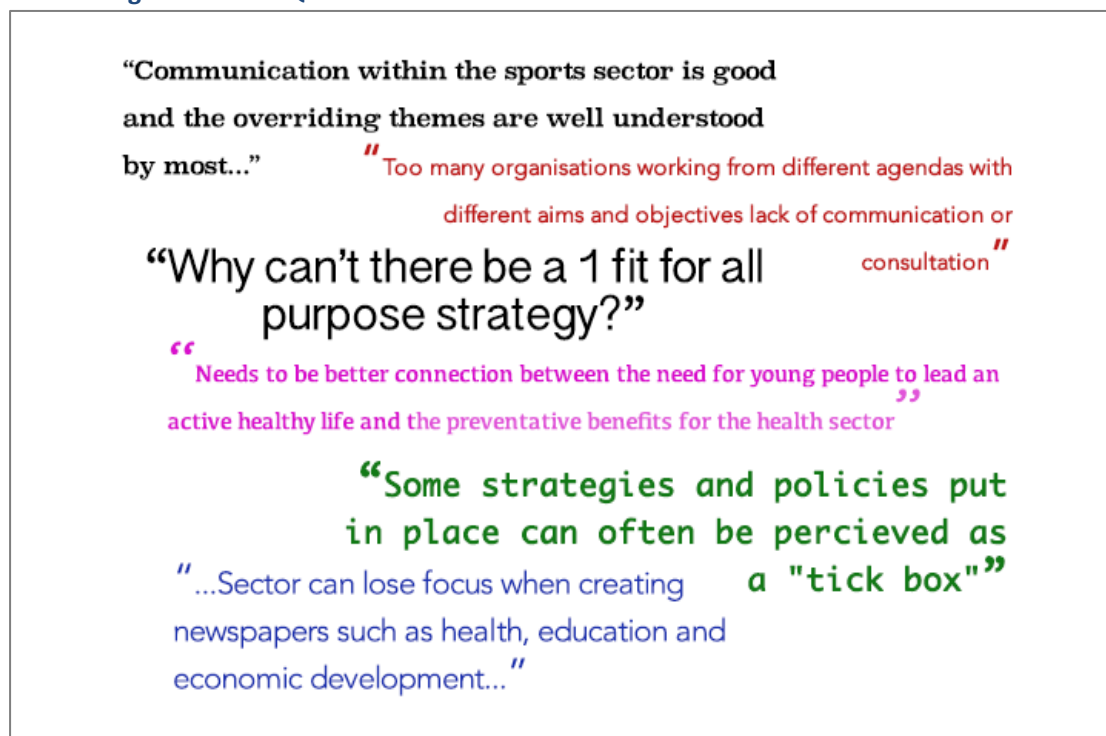 “Communication within the sports sector is good
and the overriding themes are well understood
by most...”
"Too many organisations working from different agendas with
different aims and objectives lack of communication or
consultation"
“Why can’t there be a 1 fit for all
purpose strategy?”
“Needs to be better connection between the need for young people to lead an
active healthy life and the preventative benefits for the health sector”
“Some strategies and policies put
in place can often be percieved as
a "tick box"”
"...Sector can lose focus when creating
newspapers such as health, education and
economic development..."